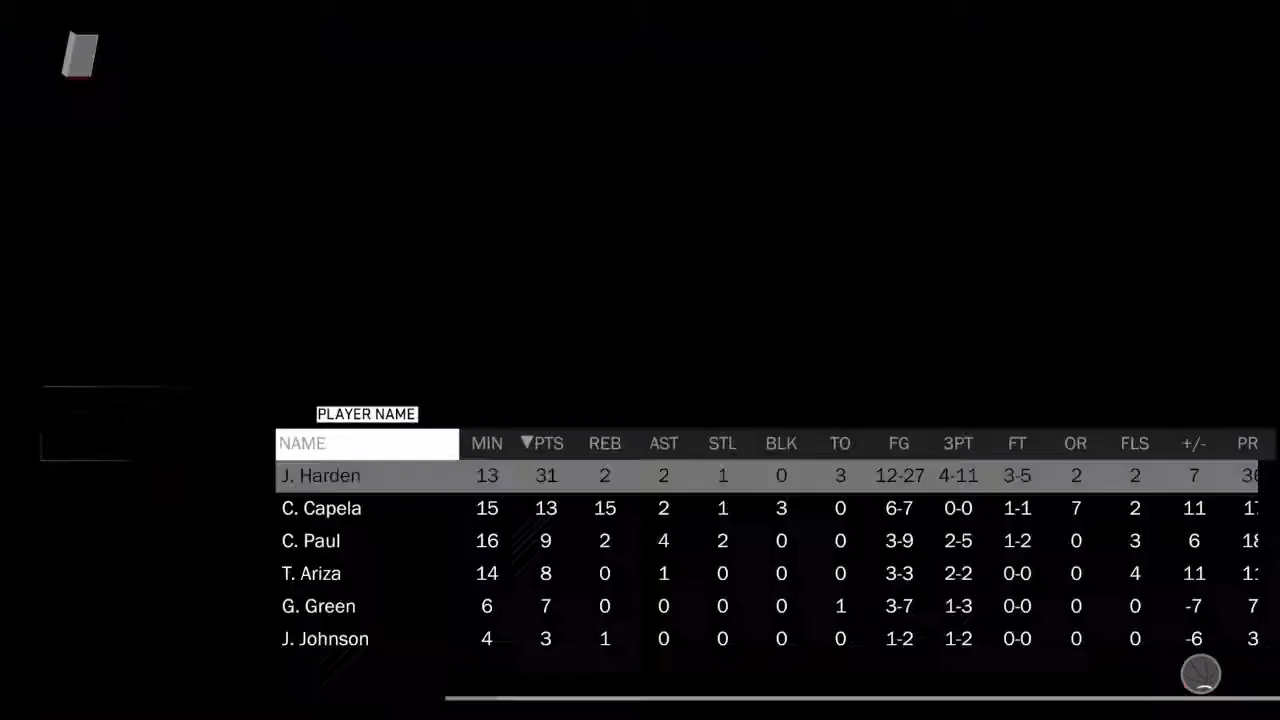 PLAYER NAME
NAME MIN ▼PTS REB AST STL BLK TO FG 3PT FT OR FLS +/- PR
J. Harden 13 31 2 2 1 0 3 12-27 4-11 3-5 2 2 7
C. Capela 15 13 15 2 1 3 0 6-7 0-0 1-1 7 2 11
C. Paul 16 9 2 4 2 0 0 3-9 2-5 1-2 0 3 6
T. Ariza 14 8 0 1 0 0 0 3-3 2-2 0-0 0 4 11
G. Green 6 7 0 0 0 0 1 3-7 1-3 0-0 0 0 -7 7
J. Johnson 4 3 1 0 0 0 0 1-2 1-2 0-0 0 0 -6 3